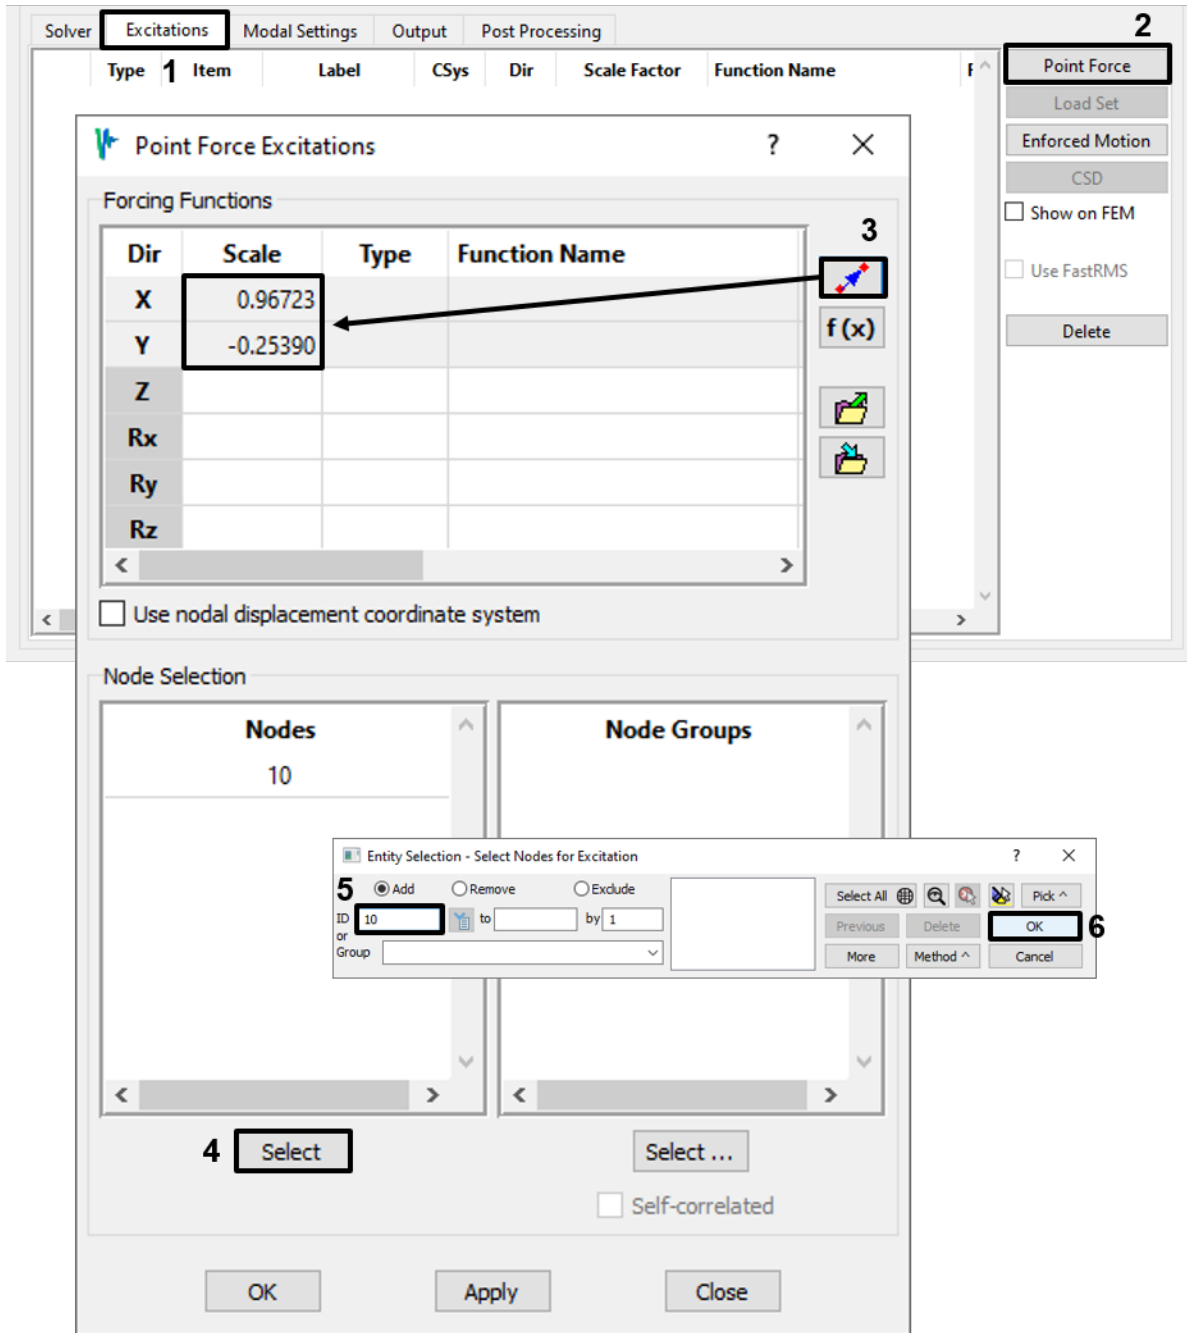 2
Solver Excitations Modal Settings Output Post Processing
Type 1 Item Label CSys Dir Scale Factor Function Name F
Point Force
Load Set
Enforced Motion
CSD
Show on FEM
Use FastRMS
Delete
Point Force Excitations ?
Forcing Functions
3
Dir Scale Type Function Name
X 0.96723
Y -0.25390
f (x)
Z
Rx
Ry
Rz
Use nodal displacement coordinate system
Node Selection
Nodes Node Groups
10
Entity Selection - Select Nodes for Excitation ?
5 Add Remove Exclude
Select All Pick ^
ID 10 to by 1
Previous Delete OK 6
or
Group
More Method ^ Cancel
4 Select Select ...
Self-correlated
OK Apply Close